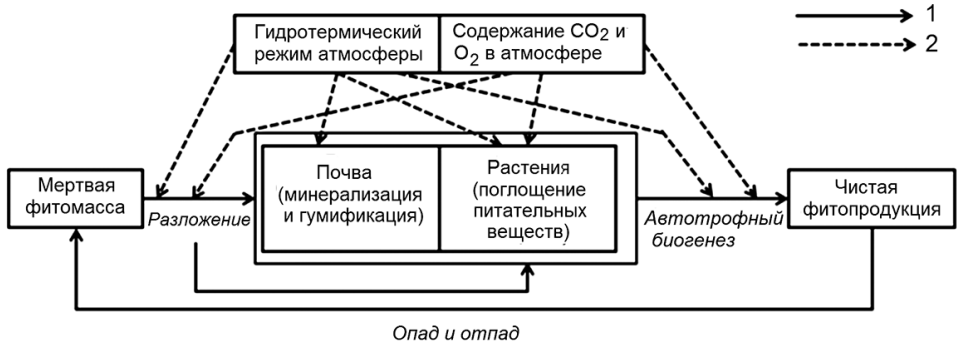 Гидротермический
режим атмосферы
Содержание CO2 и
O2 в атмосфере
1
2
Мертвая
фитомасса
Разложение
Почва
(минерализация
и гумификация)
Растения
(поглощение
питательных
веществ)
Автотрофный
биогенез
Чистая
фитопродукция
Опад и отпад